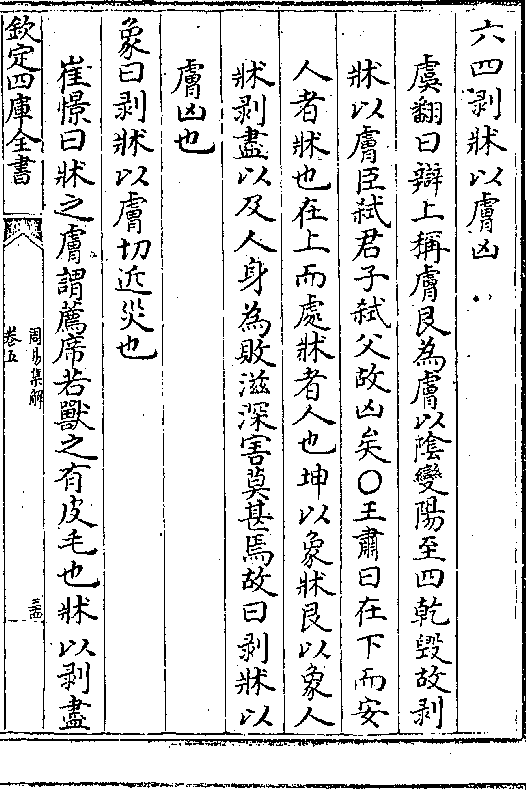 六四剥牀以膚凶
虞翻曰辯上稱膚艮為膚以陰變陽至四乾毀故剥
牀以膚臣弑君子弑父故凶矣○王肅曰在下而安
人者牀也在上而處牀者人也坤以象牀艮以象人
牀剥盡以及人身為敗滋深害莫甚焉故曰剥牀以
膚凶也
象曰剥牀以膚切近災也
崔憬曰牀之膚謂薦席若獸之有皮毛也牀以剥盡
欽定四庫全書
周易集解
卷五
三四